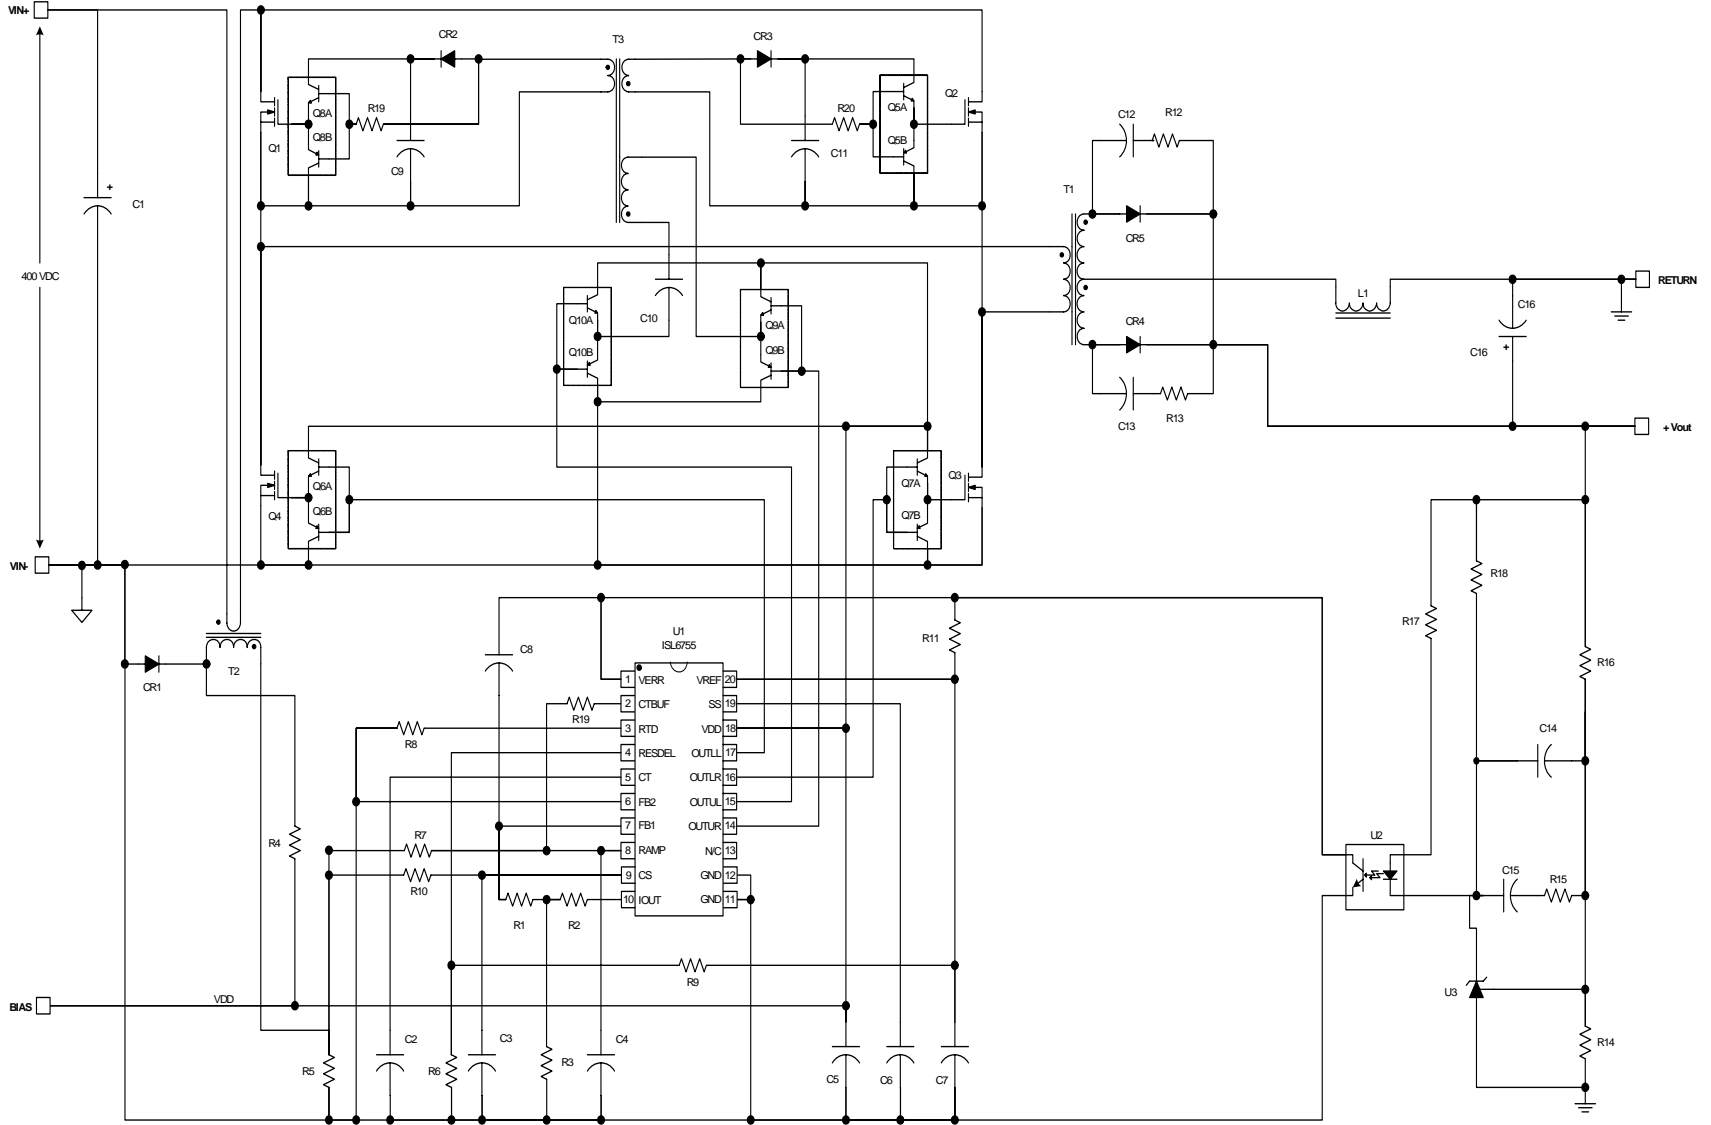 VIN+
CR2
T3
CR3
Q8A
R19
Q8B
Q1
C9
R20
Q5A
Q5B
Q2
C11
C12
R12
C1
T1
CR5
400 VDC
Q10A
Q10B
C10
Q9A
Q9B
CR4
L1
C16
C16
RETURN
C13
R13
+ Vout
Q6A
Q6B
Q4
Q7A
Q7B
Q3
VIN-
T2
CR1
C8
U1
ISL6755
R11
R17
R18
R16
1 VERR VREF 20
2 CTBUF SS 19
3 RTD VDD 18
4 RESDEL OUTLL 17
5 CT OUTLR 16
6 FB2 OUTUL 15
7 FB1 OUTUR 14
8 RAMP N/C 13
9 CS GND 12
10 IOUT GND 11
R19
R8
C14
R4
R7
R10
R1
R2
U2
C15
R15
R9
U3
BIAS
VDD
R5
C2
R6
C3
R3
C4
C5
C6
C7
R14